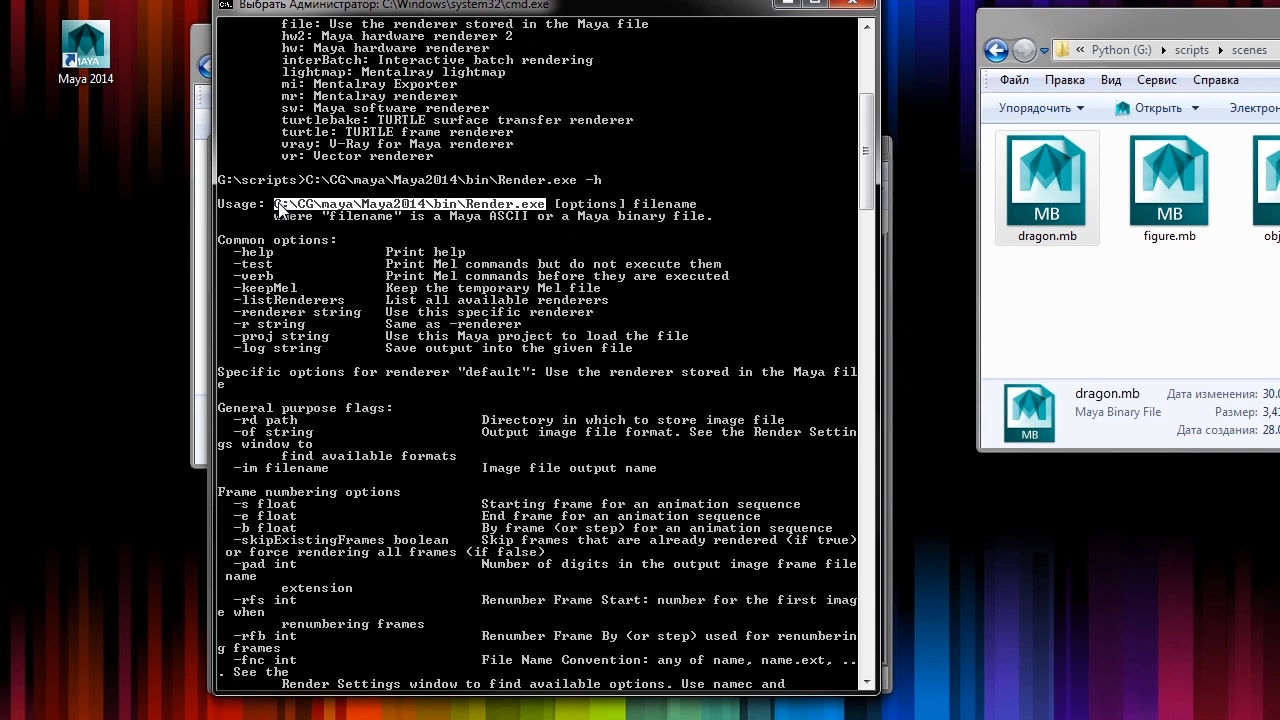 Выбрать Администратор: C:\Windows\system32\cmd.exe
file: Use the renderer stored in the Maya file
hw2: Maya hardware renderer 2
hw: Maya hardware renderer
interbatch: Interactive batch rendering
lightmap: Mentalray lightmap
mi: Mentalray Exporter
mr: Mentalray renderer
sw: Maya software renderer
turtlebake: TURTLE surface transfer renderer
turtle: TURTLE frame renderer
vray: V-Ray for Maya renderer
vr: Vector renderer
G:\scripts>C:\CG\maya\Maya2014\bin\Render.exe -h
Usage: C:\CG\maya\Maya2014\bin\Render.exe [options] filename
where "filename" is a Maya ASCII or a Maya binary file.
Common options:
-help Print help
-test Print Mel commands but do not execute them
-verb Print Mel commands before they are executed
-keepMel Keep the temporary Mel file
-listRenderers List all available renderers
-renderer string Use this specific renderer
-r string Same as -renderer
-proj string Use this Maya project to load the file
-log string Save output into the given file
Specific options for renderer "default": Use the renderer stored in the Maya fil
e
General purpose flags:
-rd path Directory in which to store image file
-of string Output image file format. See the Render Settin
gs window to
find available formats
-im filename Image file output name
Frame numbering options
-s float Starting frame for an animation sequence
-e float End frame for an animation sequence
-b float By frame (or step) for an animation sequence
-skipExistingFrames boolean Skip frames that are already rendered (if true)
or force rendering all frames (if false)
-pad int Number of digits in the output image frame file
name
extension
-rfs int Renumber Frame Start: number for the first imag
e when
renumbering frames
-rfb int Renumber Frame By (or step) used for renumberin
g frames
-fnc int File Name Convention: any of name, name.ext, ..
. See the
Render Settings window to find available options. Use namec and
MAYA
Maya 2014
« Python (G:) scripts scenes
Файл Правка Вид Сервис Справка
Упорядочить Открыть Электрон
MB
MB
dragon.mb figure.mb obj
MB
dragon.mb Дата изменения: 30.0
Maya Binary File Размер: 3,4
Дата создания: 28.0